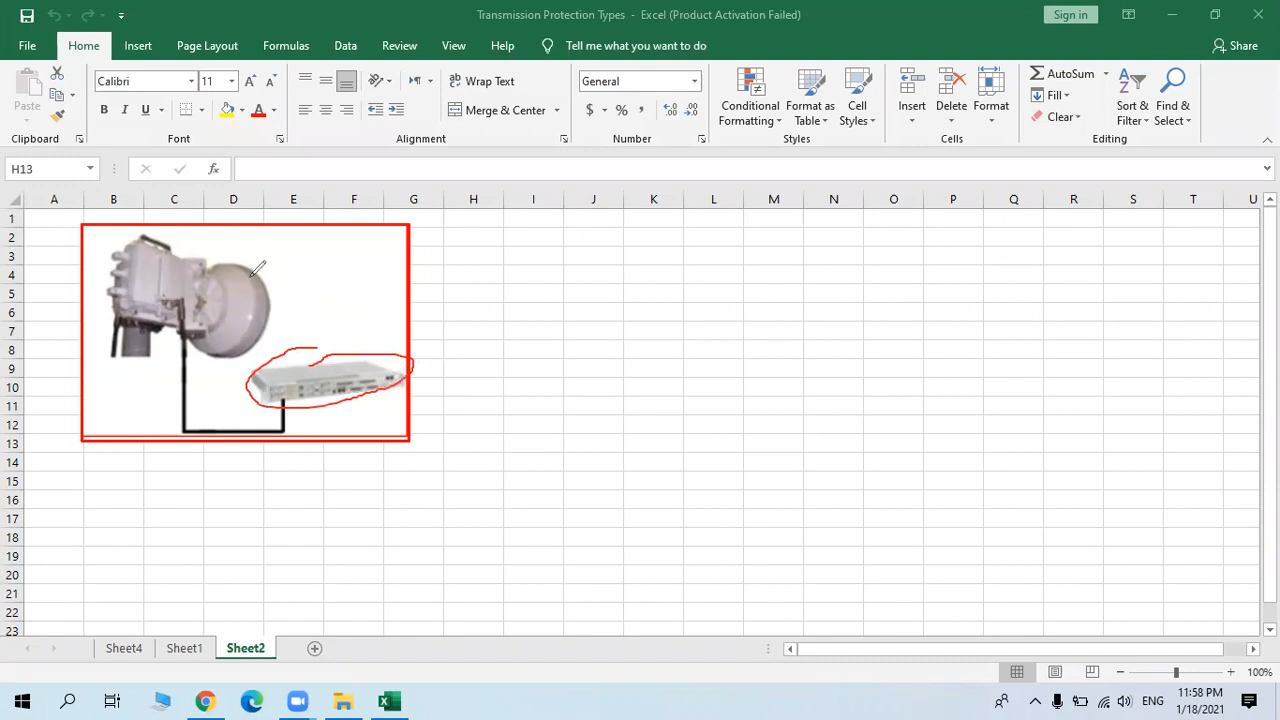 Transmission Protection Types - Excel (Product Activation Failed)
Sign in
File Home Insert Page Layout Formulas Data Review View Help Tell me what you want to do Share
Paste
Calibri 11
Wrap Text
General
Conditional Formatting
Format as Table
Cell Styles
Insert
Delete
Format
AutoSum
Fill
Clear
Sort & Filter
Find & Select
B I U
Merge & Center
$ % ,
Clipboard Font Alignment Number Styles Cells Editing
H13 fx
A B C D E F G H I J K L M N O P Q R S T U
1
2
3
4
5
6
7
8
9
10
11
12
13
14
15
16
17
18
19
20
21
22
23
Sheet4 Sheet1 Sheet2
100%
ENG
11:58 PM
1/18/2021